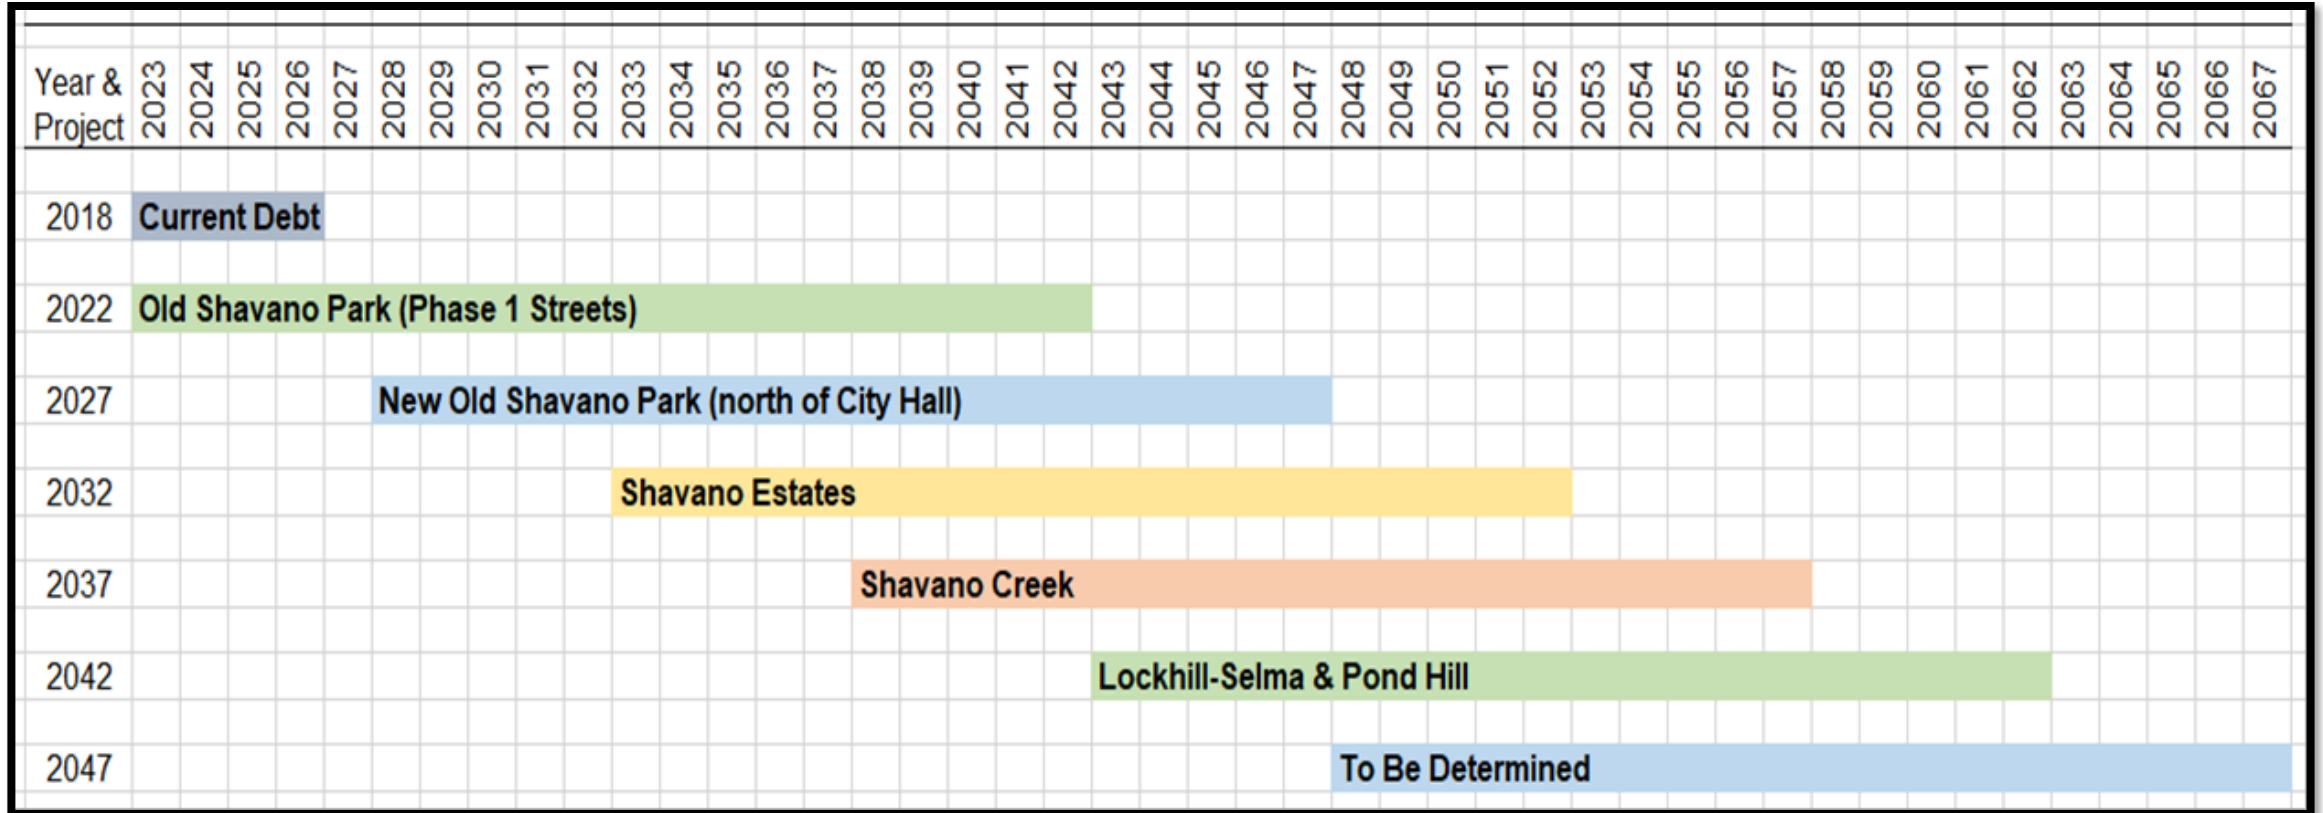 Year & Project 2023 2024 2025 2026 2027 2028 2029 2030 2031 2032 2033 2034 2035 2036 2037 2038 2039 2040 2041 2042 2043 2044 2045 2046 2047 2048 2049 2050 2051 2052 2053 2054 2055 2056 2057 2058 2059 2060 2061 2062 2063 2064 2065 2066 2067
2018 Current Debt
2022 Old Shavano Park (Phase 1 Streets)
2027 New Old Shavano Park (north of City Hall)
2032 Shavano Estates
2037 Shavano Creek
2042 Lockhill-Selma & Pond Hill
2047 To Be Determined